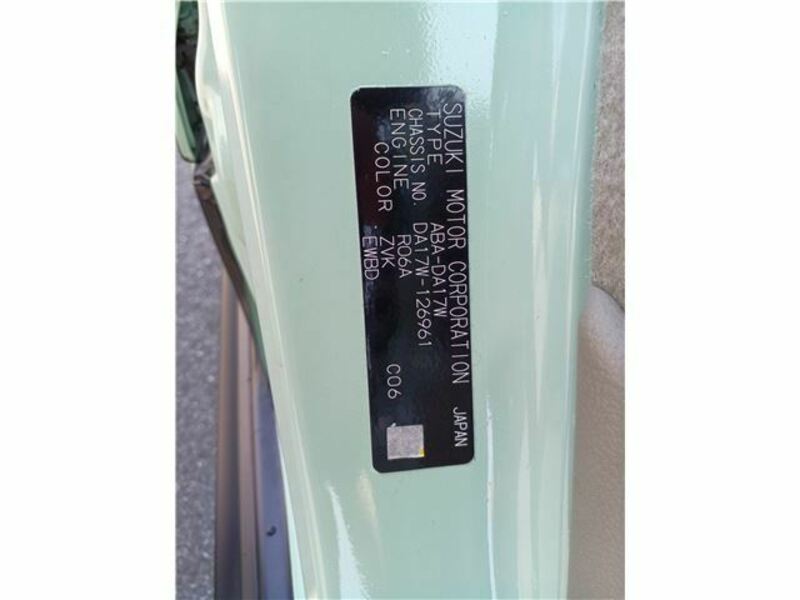 SUZUKI MOTOR CORPORATION JAPAN
TYPE ABA-DA17W
CHASSIS NO. DA17W-126961
ENGINE R06A
COLOR ZVK C06
:EWBD